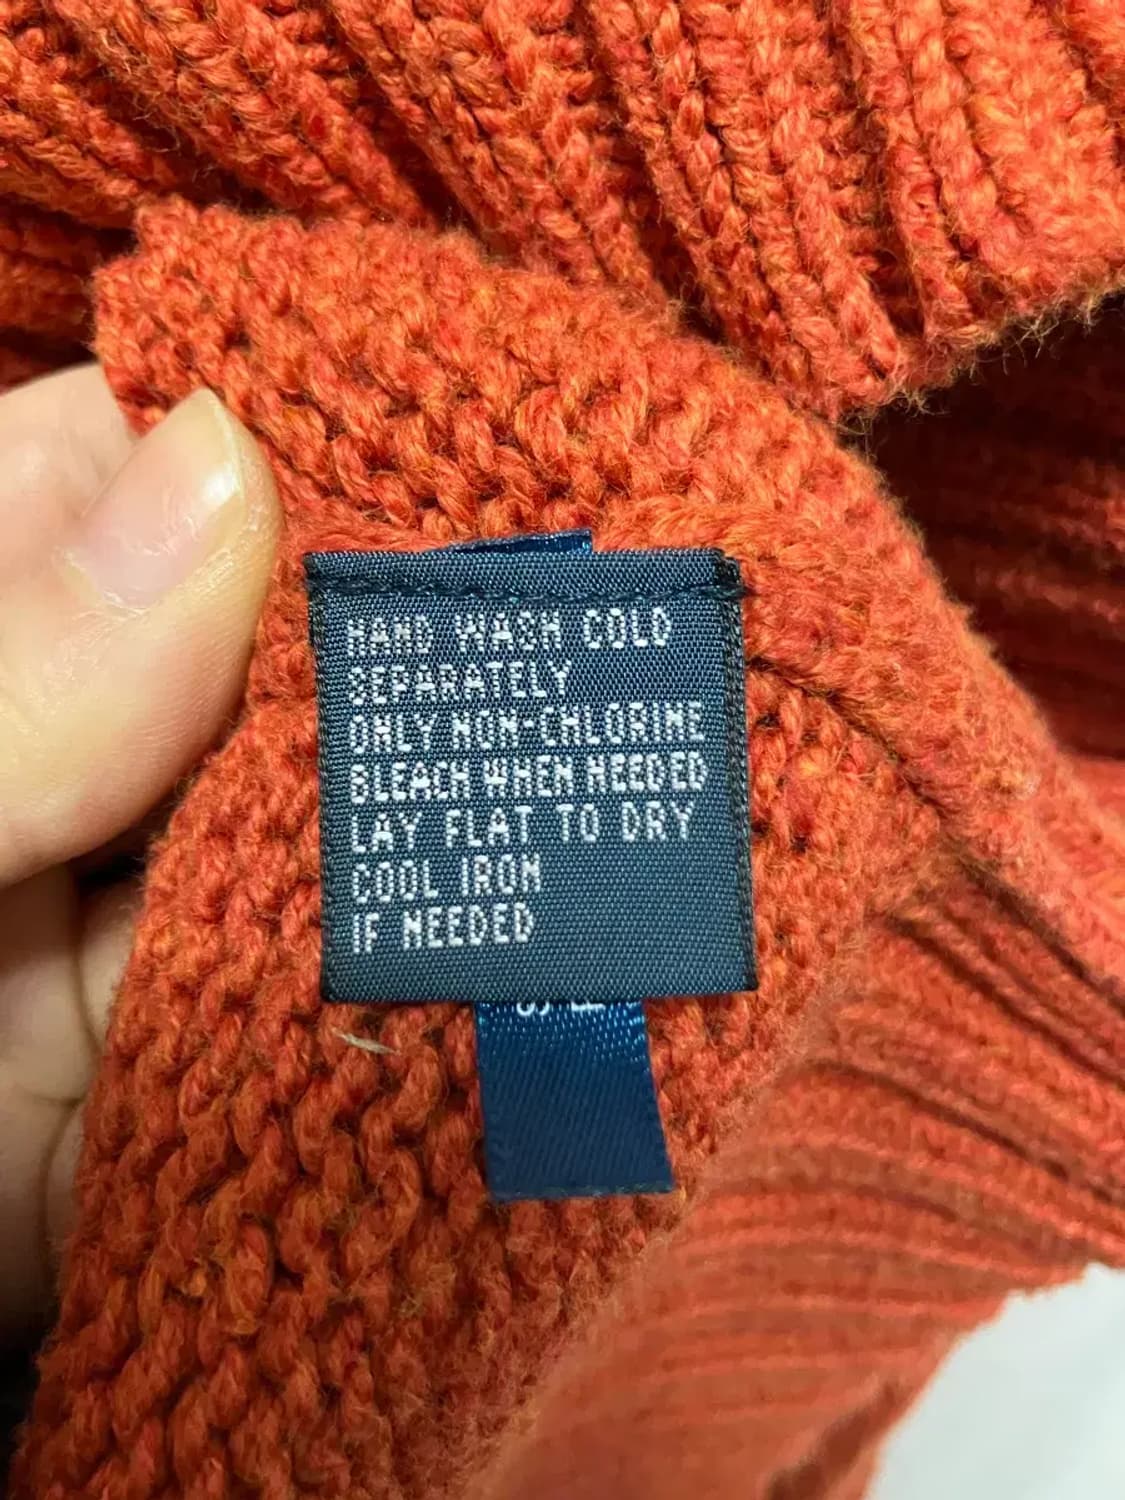 HAND WASH COLD
SEPARATELY
ONLY NON-CHLORINE
BLEACH WHEN NEEDED
LAY FLAT TO DRY
COOL IRON
IF NEEDED